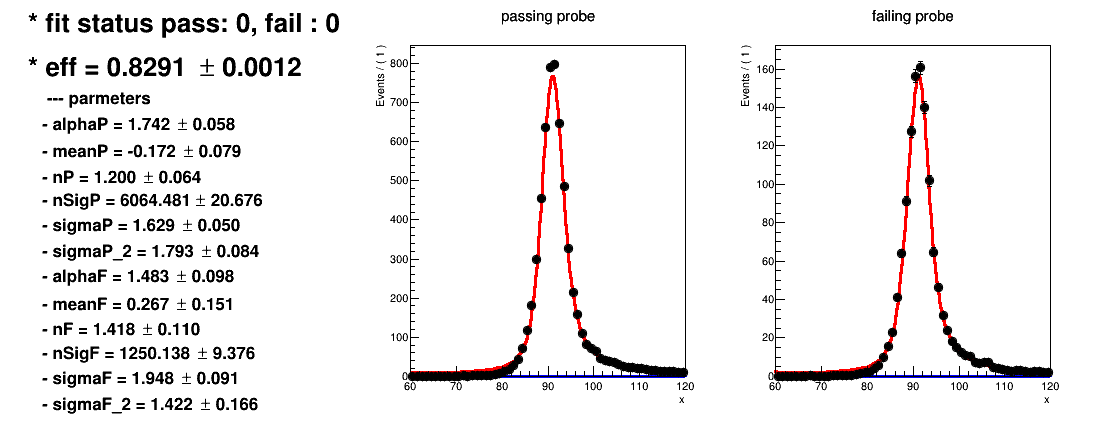 * fit status pass: 0, fail : 0
* eff = 0.8291 ± 0.0012
--- parmeters
- alphaP = 1.742 ± 0.058
- meanP = -0.172 ± 0.079
- nP = 1.200 ± 0.064
- nSigP = 6064.481 ± 20.676
- sigmaP = 1.629 ± 0.050
- sigmaP_2 = 1.793 ± 0.084
- alphaF = 1.483 ± 0.098
- meanF = 0.267 ± 0.151
- nF = 1.418 ± 0.110
- nSigF = 1250.138 ± 9.376
- sigmaF = 1.948 ± 0.091
- sigmaF_2 = 1.422 ± 0.166
passing probe
Events / ( 1 )
800
700
600
500
400
300
200
100
0
60 70 80 90 100 110 120
x
failing probe
Events / ( 1 )
160
140
120
100
80
60
40
20
0
60 70 80 90 100 110 120
x